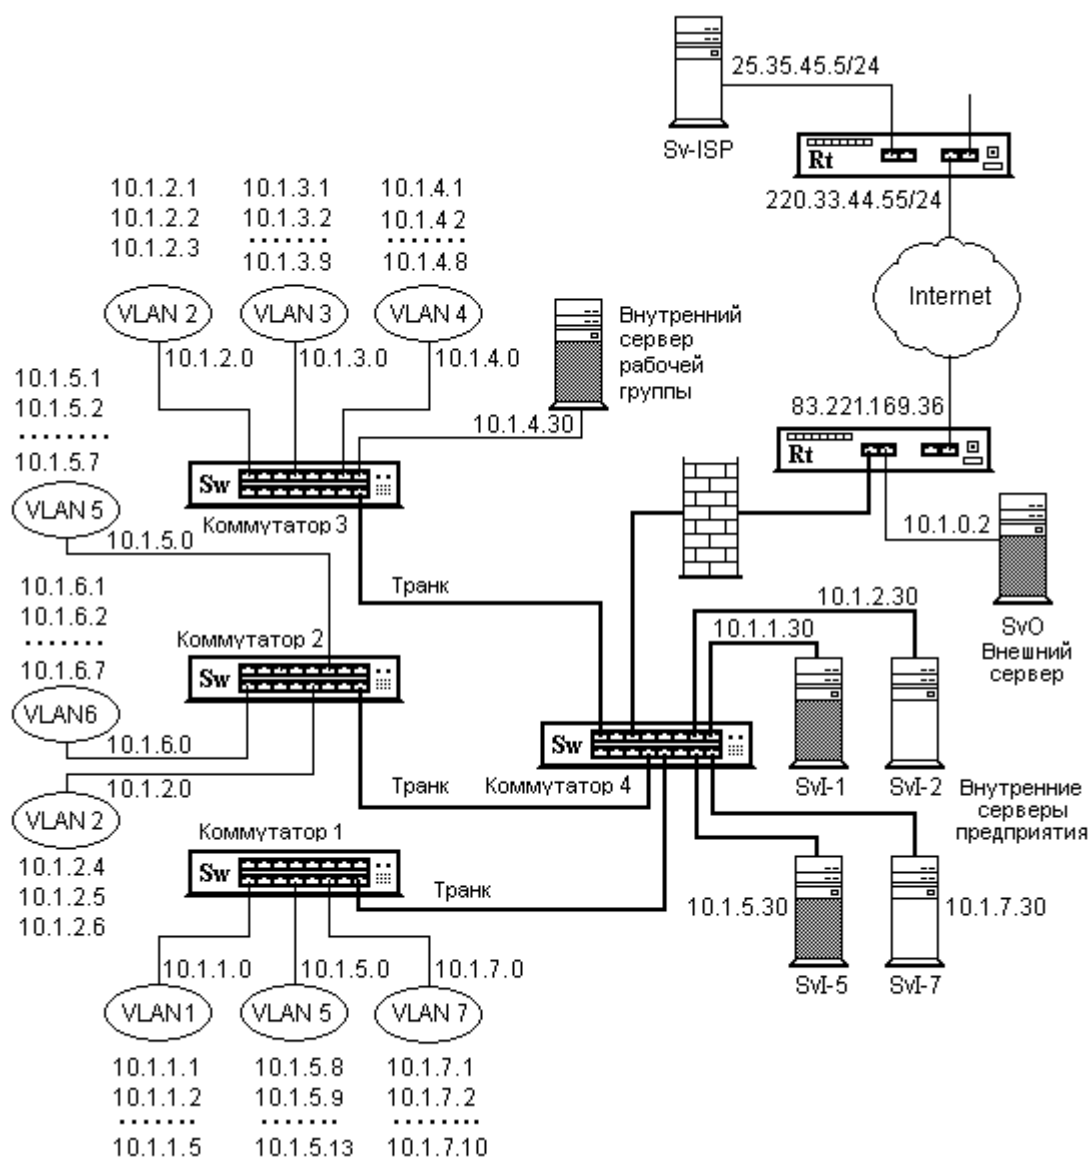 25.35.45.5/24
Sv-ISP
Rt
220.33.44.55/24
Internet
83.221.169.36
Rt
10.1.0.2
SvO
Внешний
сервер
10.1.2.1
10.1.2.2
10.1.2.3
10.1.3.1
10.1.3.2
10.1.3.9
10.1.4.1
10.1.4 2
10.1.4.8
VLAN 2
VLAN 3
VLAN 4
10.1.2.0
10.1.3.0
10.1.4.0
Внутренний
сервер
рабочей
группы
10.1.4.30
Sw
Коммутатор 3
10.1.5.1
10.1.5.2
10.1.5.7
VLAN 5
10.1.5.0
Транк
10.1.6.1
10.1.6.2
10.1.6.7
VLAN6
10.1.6.0
Коммутатор 2
Sw
10.1.2.0
VLAN 2
10.1.2.4
10.1.2.5
10.1.2.6
Транк
10.1.2.30
10.1.1.30
Sw
Коммутатор 4
SvI-1
SvI-2
Внутренние
серверы
предприятия
10.1.5.30
10.1.7.30
SvI-5
SvI-7
Коммутатор 1
Sw
Транк
10.1.1.0
10.1.5.0
10.1.7.0
VLAN1
VLAN 5
VLAN 7
10.1.1.1
10.1.1.2
10.1.1.5
10.1.5.8
10.1.5.9
10.1.5.13
10.1.7.1
10.1.7.2
10.1.7.10